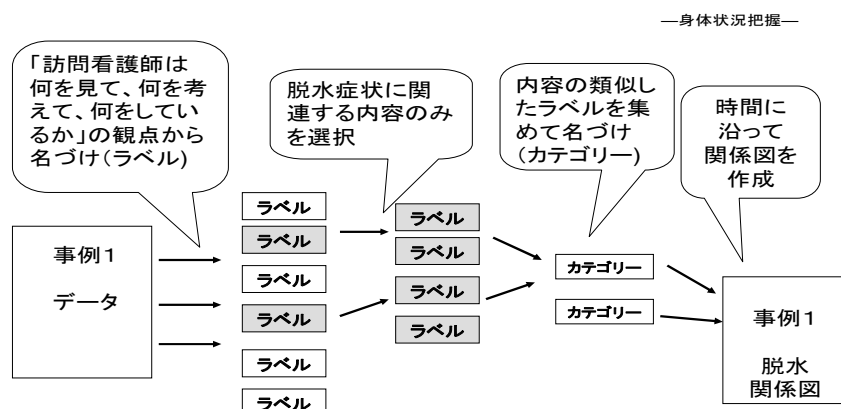 ―身体状況把握―
「訪問看護師は
何を見て、何を考
えて、何をしてい
るか」の観点から
名づけ(ラベル)
脱水症状に関
連する内容のみ
を選択
内容の類似し
たラベルを集
めて名づけ
(カテゴリー)
時間に
沿って
関係図を
作成
事例1
データ
ラベル
ラベル
ラベル
ラベル
ラベル
ラベル
ラベル
ラベル
ラベル
ラベル
カテゴリー
カテゴリー
事例1
脱水
関係図